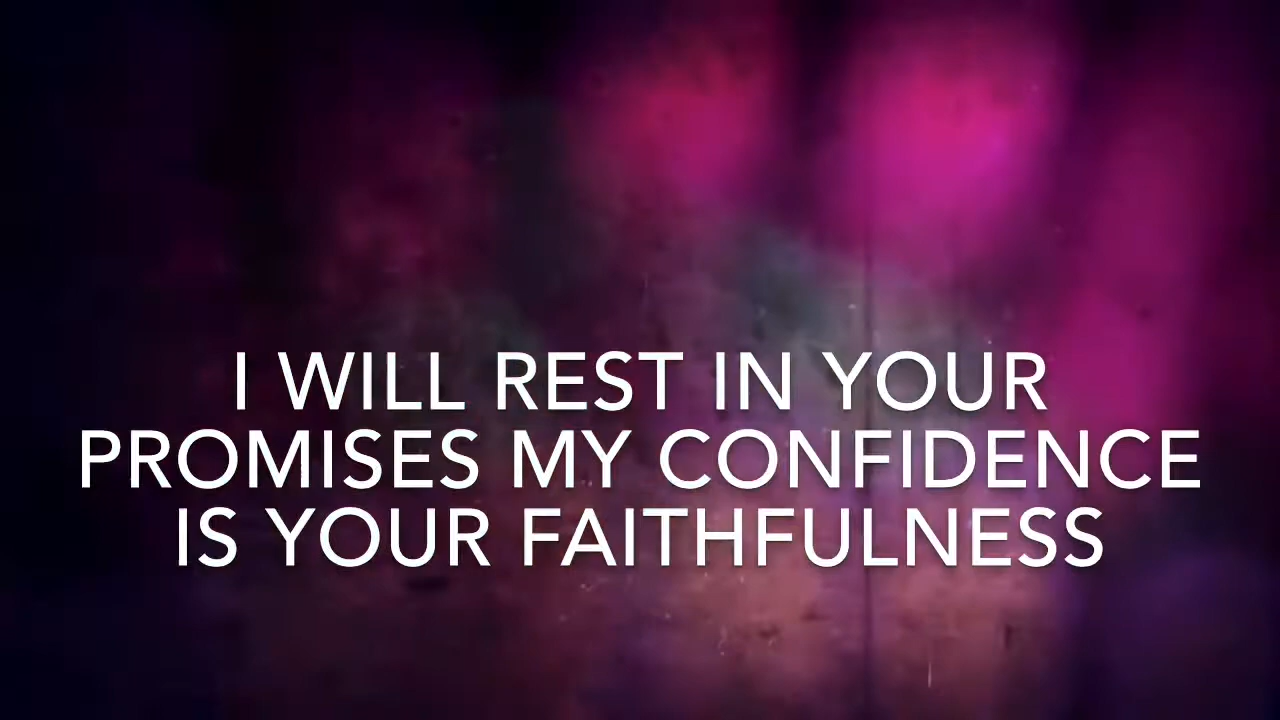 I WILL REST IN YOUR
PROMISES MY CONFIDENCE
IS YOUR FAITHFULNESS